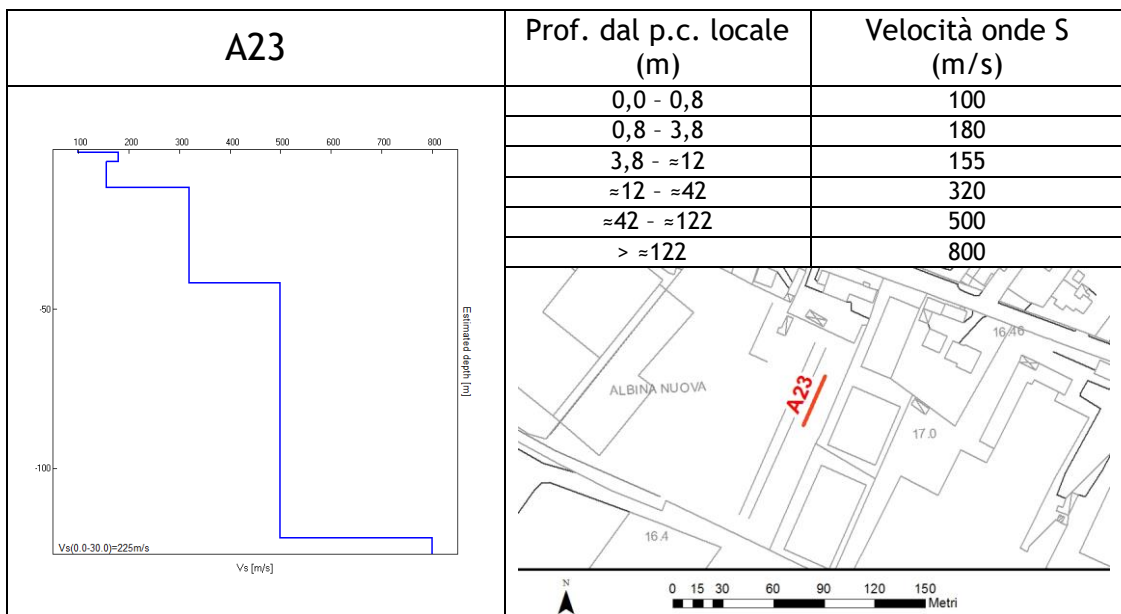 A23
Prof. dal p.c. locale (m)
Velocità onde S (m/s)
0,0 – 0,8 100
0,8 – 3,8 180
3,8 – ≈12 155
≈12 – ≈42 320
≈42 – ≈122 500
> ≈122 800
100 200 300 400 500 600 700 800
-50
-100
Estimated depth [m]
Vs(0.0-30.0)=225m/s
Vs [m/s]
ALBINA NUOVA
A23
16.46
17.0
16.4
N
0 15 30 60 90 120 150
Metri